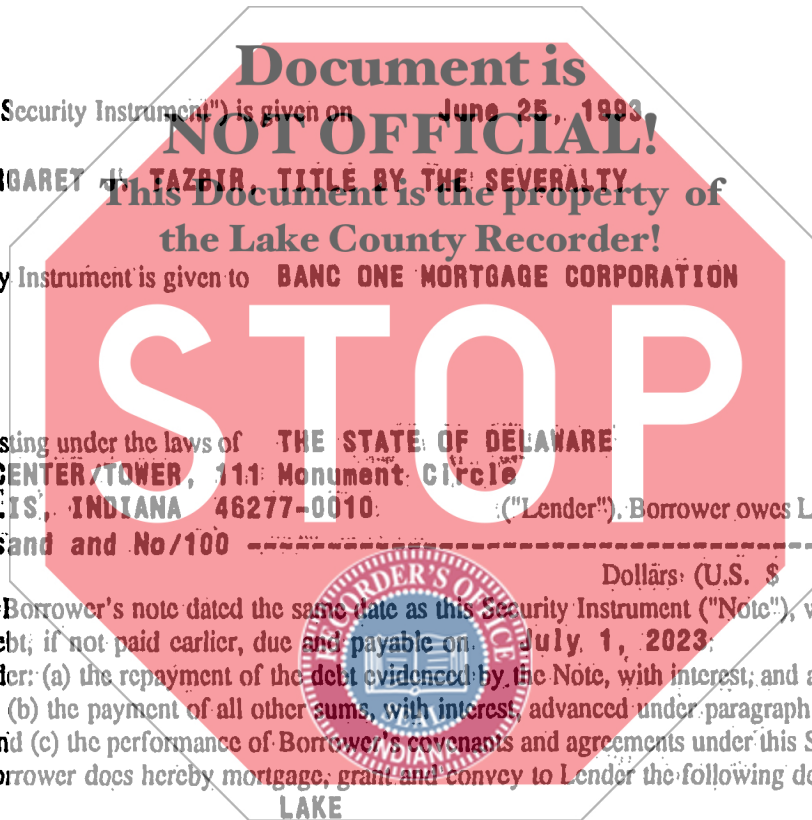 Document is
Security Instrument") is given on June 25, 1993
NOT OFFICIAL!
GARET J. TAZBIR, TITLE BY THE SEVERALTY
This Document is the property of
the Lake County Recorder!
y Instrument is given to BANC ONE MORTGAGE CORPORATION
STOP
sting under the laws of THE STATE OF DELAWARE
CENTER/TOWER, 111 Monument Circle
IS, INDIANA 46277-0010 ("Lender"). Borrower owes L
sand and No/100 ----------------------------------------------------
Dollars (U.S. $
Borrower's note dated the same date as this Security Instrument ("Note"), w
ebt, if not paid earlier, due and payable on July 1, 2023
der: (a) the repayment of the debt evidenced by the Note, with interest, and a
(b) the payment of all other sums, with interest, advanced under paragraph
nd (c) the performance of Borrower's covenants and agreements under this S
orrower does hereby mortgage, grant and convey to Lender the following de
LAKE
RECORDER'S OFFICE
SEAL
INDIANA